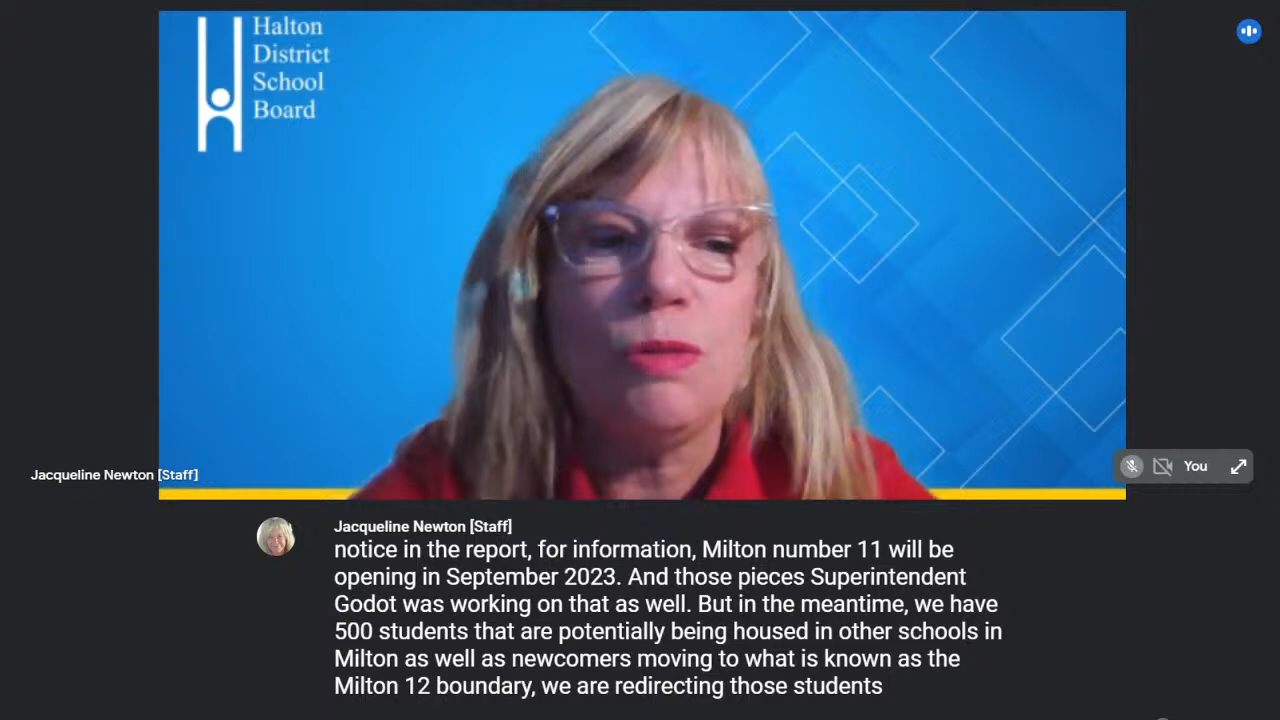 Halton
District
School
Board
Jacqueline Newton [Staff]
You
Jacqueline Newton [Staff]
notice in the report, for information, Milton number 11 will be
opening in September 2023. And those pieces Superintendent
Godot was working on that as well. But in the meantime, we have
500 students that are potentially being housed in other schools in
Milton as well as newcomers moving to what is known as the
Milton 12 boundary, we are redirecting those students